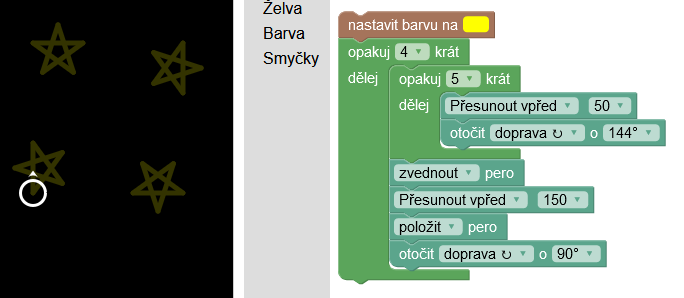 Želva
Barva
Smyčky
nastavit barvu na
opakuj 4 krát
dělej
opakuj 5 krát
dělej
Přesunout vpřed 50
otočit doprava ↻ o 144°
zvednout pero
Přesunout vpřed 150
položit pero
otočit doprava ↻ o 90°